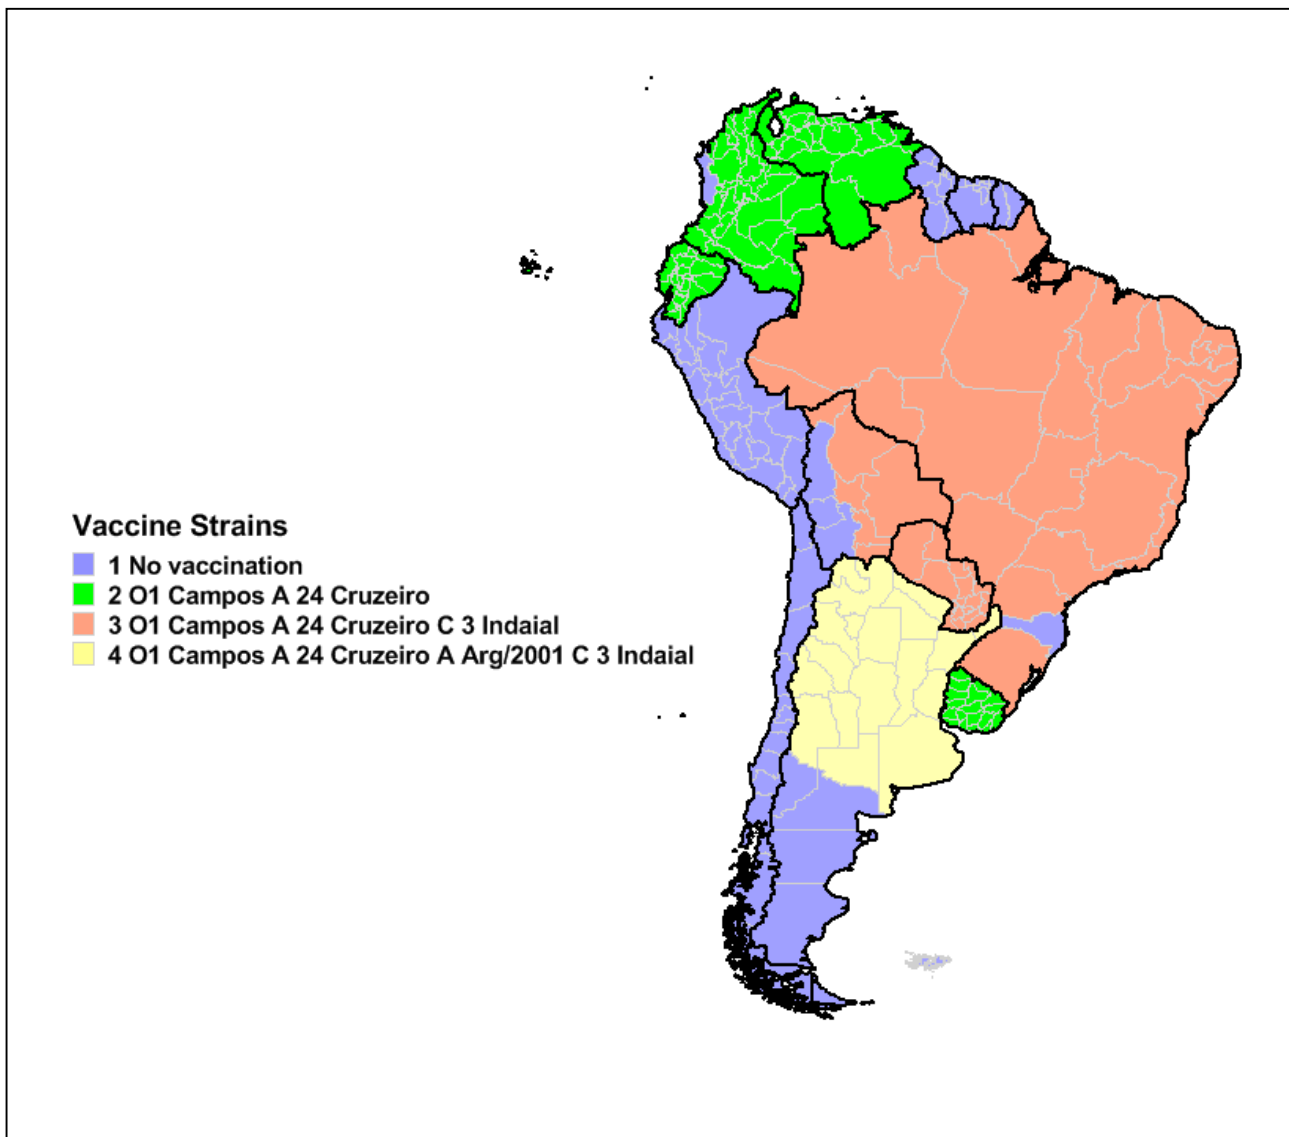 Vaccine Strains
1 No vaccination
2 O1 Campos A 24 Cruzeiro
3 O1 Campos A 24 Cruzeiro C 3 Indaial
4 O1 Campos A 24 Cruzeiro A Arg/2001 C 3 Indaial